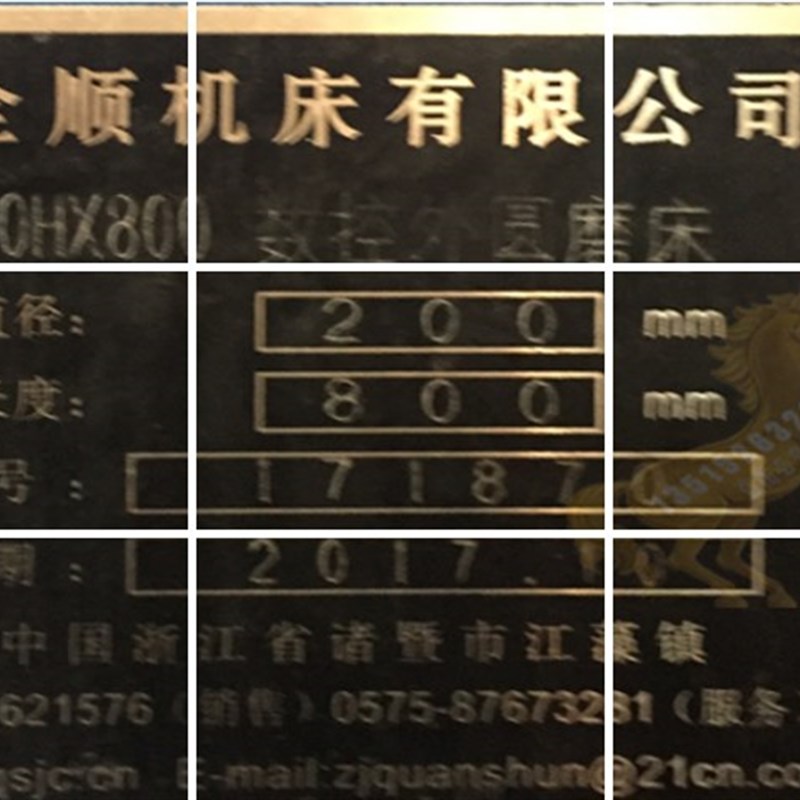 全顺机床有限公司
0HX800 数控外圆磨床
直径: 200 mm
长度: 800 mm
号: 17187
期: 2017.10
中国浙江省诸暨市江藻镇
621576（销售）0575-87673281（服务
qsjc.cn E-mail:zjquanshun@21cn.co